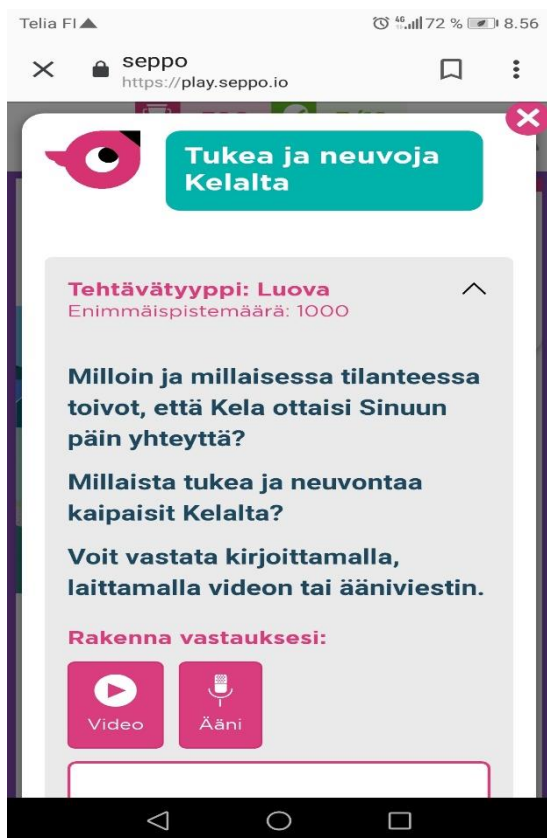 Telia FI 46 72 % 8.56
seppo
https://play.seppo.io
Tukea ja neuvoja
Kelalta
Tehtävätyyppi: Luova
Enimmäispistemäärä: 1000
Milloin ja millaisessa tilanteessa
toivot, että Kela ottaisi Sinuun
päin yhteyttä?
Millaista tukea ja neuvontaa
kaipaisit Kelalta?
Voit vastata kirjoittamalla,
laittamalla videon tai ääniviestin.
Rakenna vastauksesi:
Video Ääni